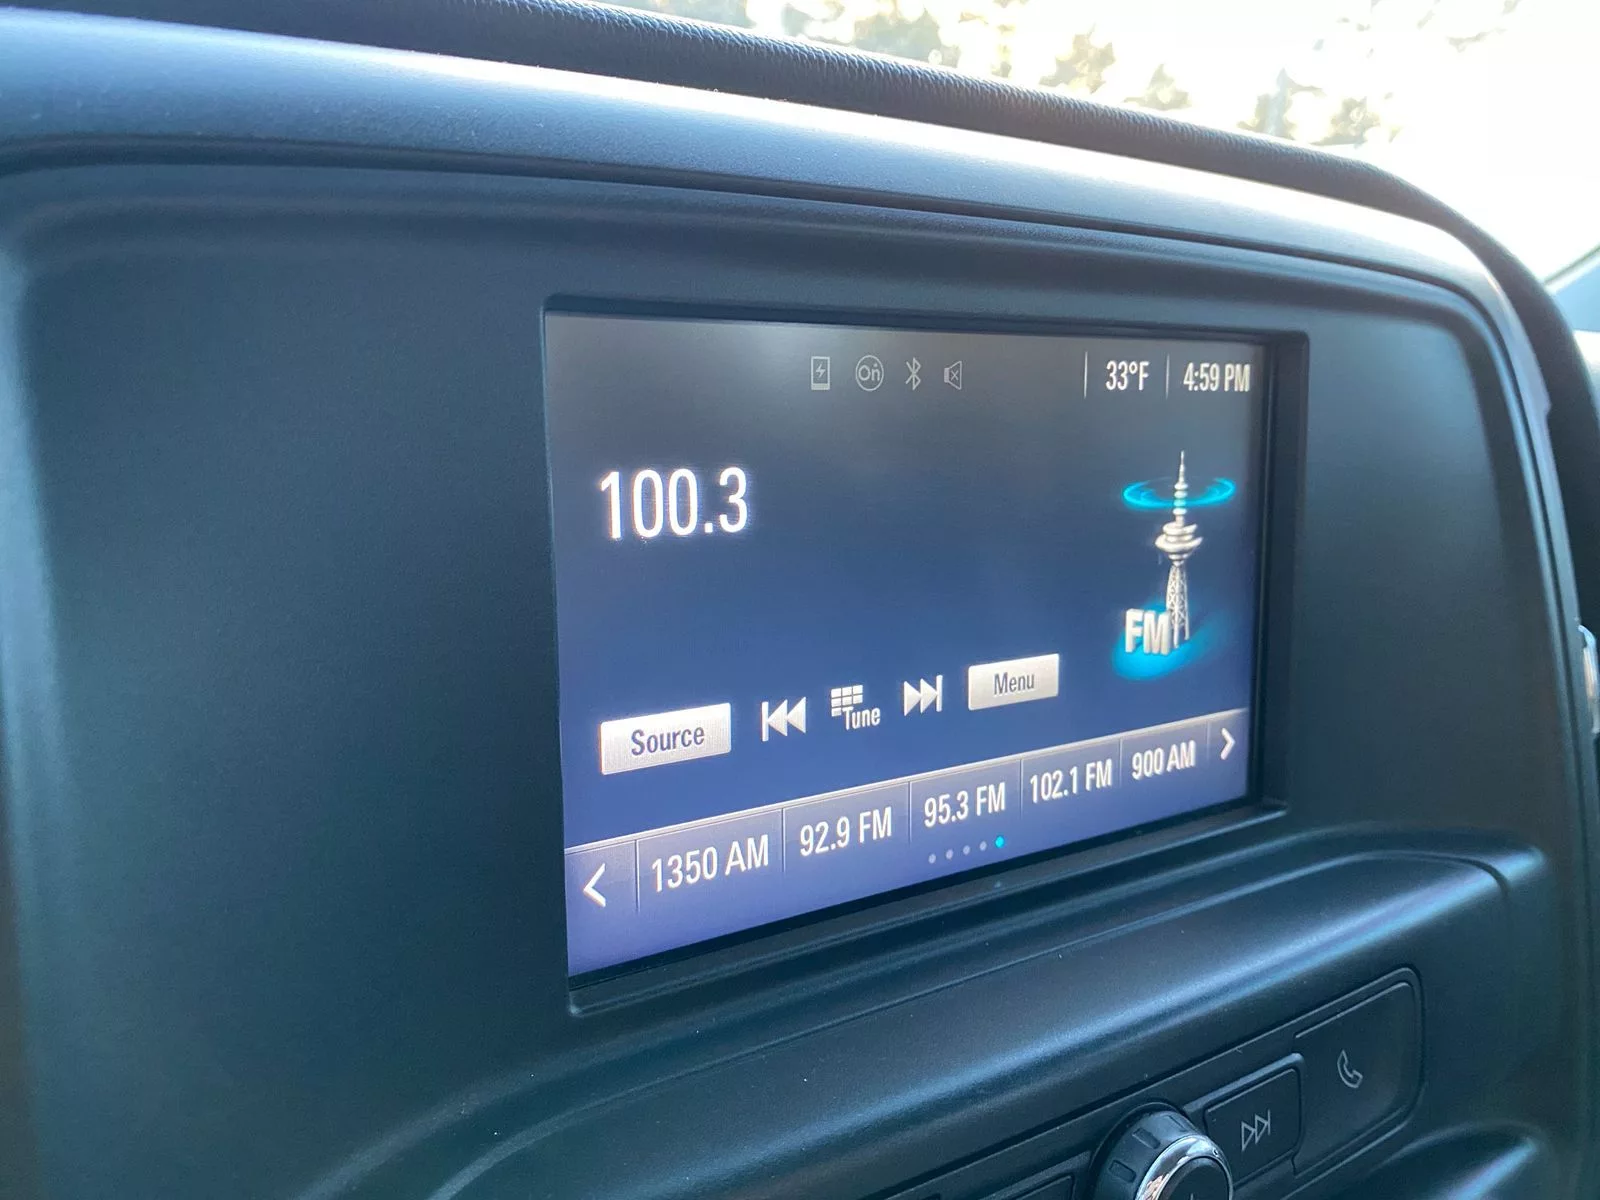 On
33°F
4:59 PM
100.3
FM
Source
Tune
Menu
1350 AM
92.9 FM
95.3 FM
102.1 FM
900 AM